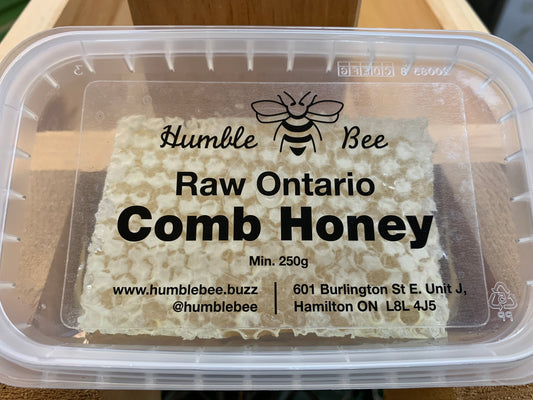 Humble Bee
Raw Ontario
Comb Honey
Min. 250g
www.humblebee.buzz
@humblebee
601 Burlington St E. Unit J,
Hamilton ON L8L 4J5
3